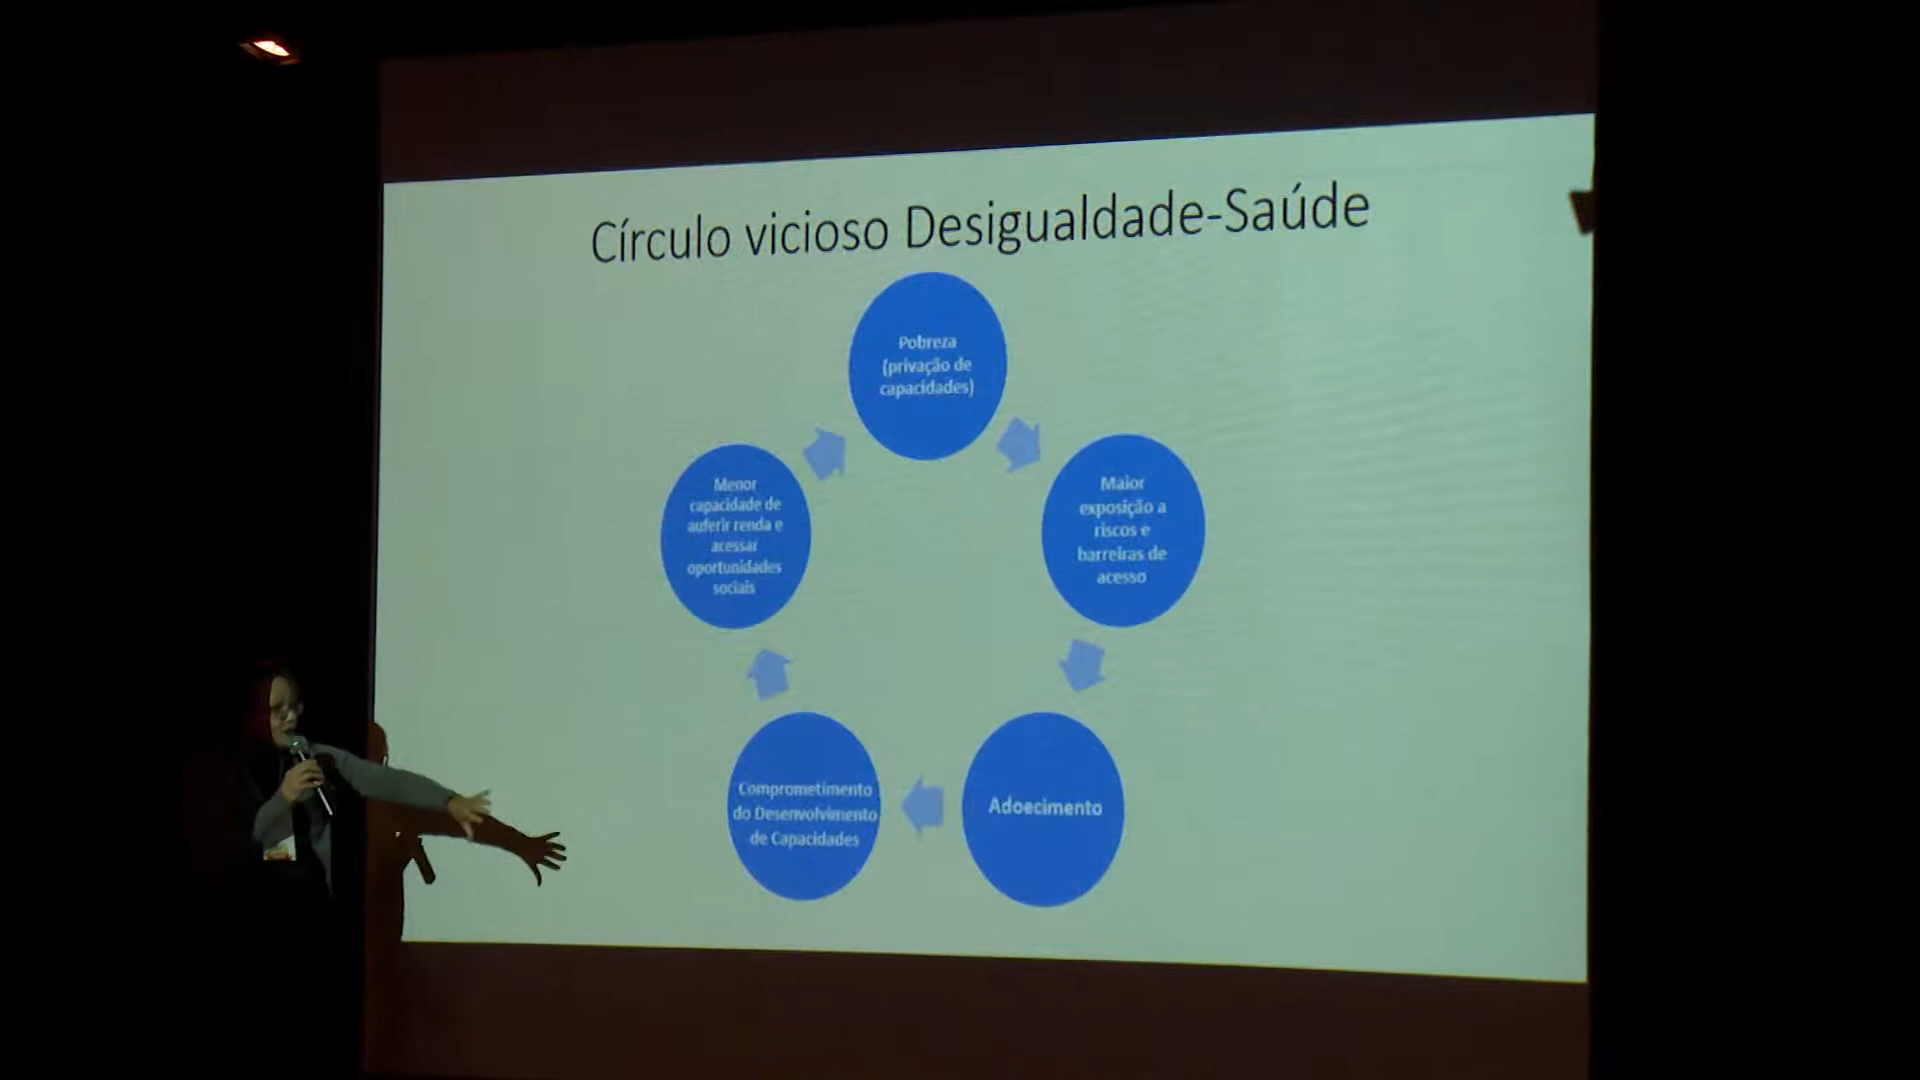 Círculo vicioso Desigualdade-Saúde
Pobreza
(privação de
capacidades)
Maior
exposição a
riscos e
barreiras de
acesso
Adoecimento
Comprometimento
do Desenvolvimento
de Capacidades
Menor
capacidade de
auferir renda e
acessar
oportunidades
sociais